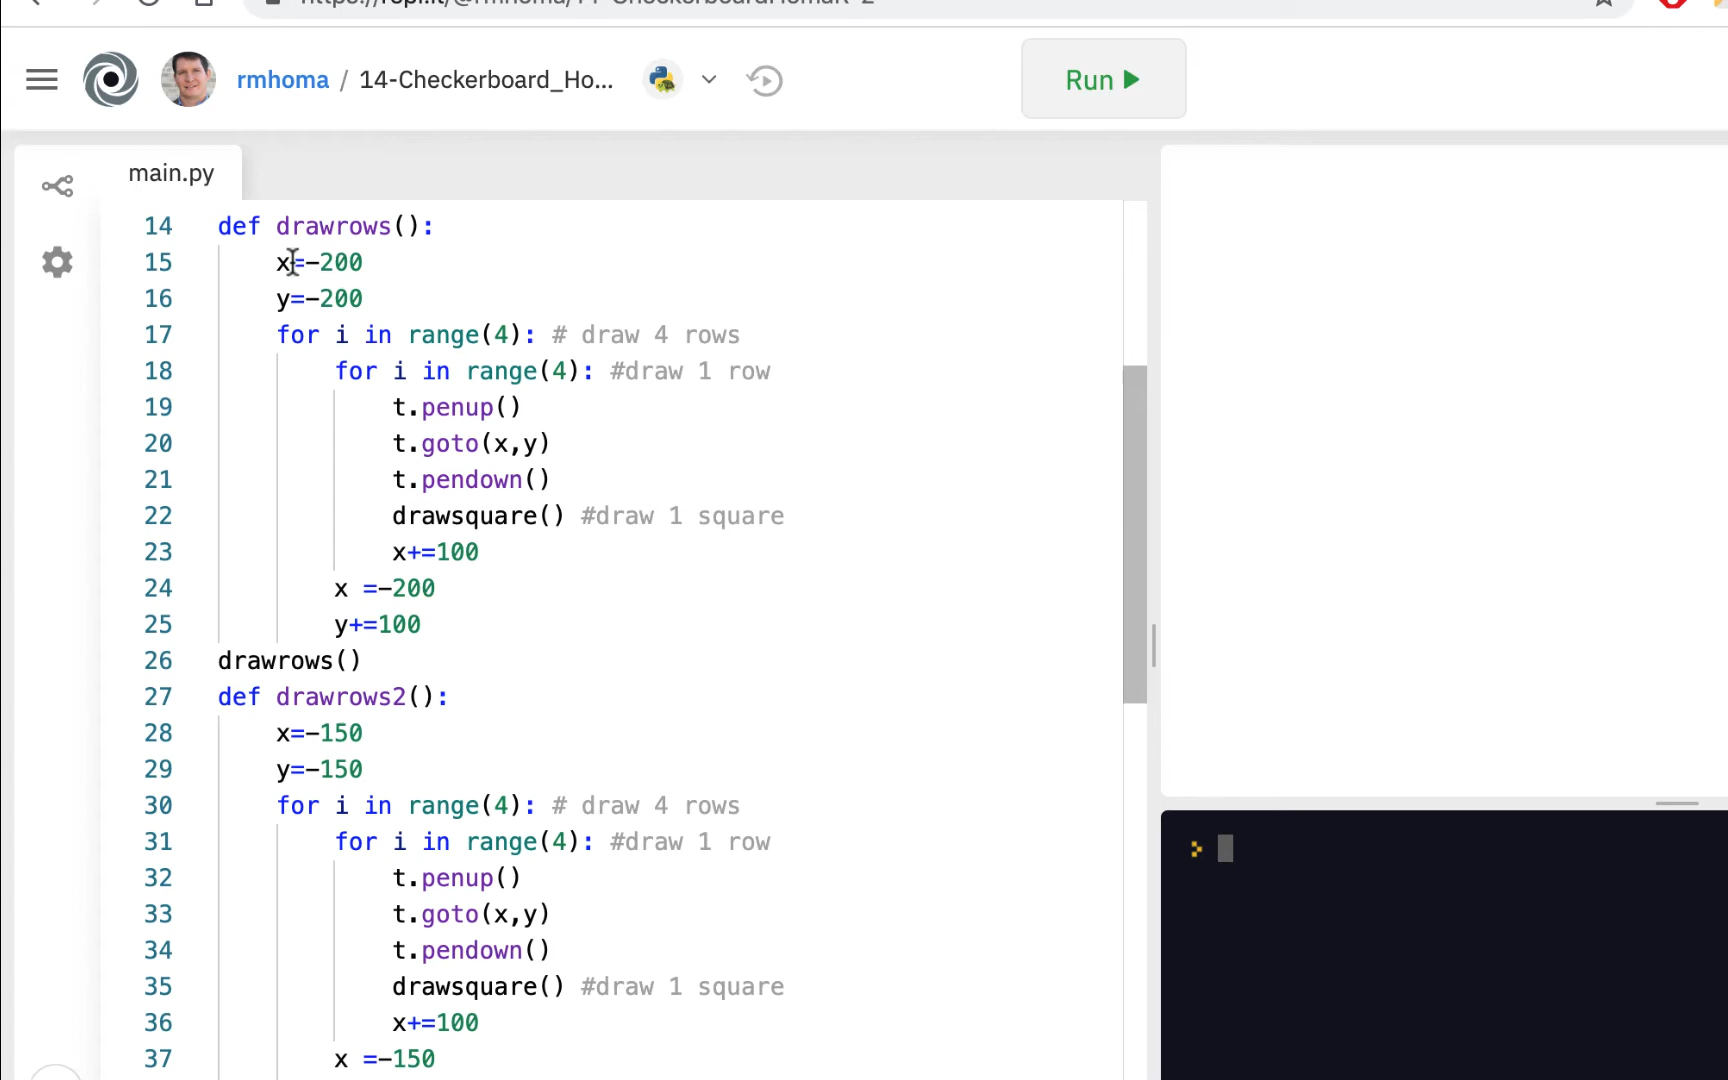 rmhoma / 14-Checkerboard_Ho...
Run
main.py
14 def drawrows():
15 x=-200
16 y=-200
17 for i in range(4): # draw 4 rows
18 for i in range(4): #draw 1 row
19 t.penup()
20 t.goto(x,y)
21 t.pendown()
22 drawsquare() #draw 1 square
23 x+=100
24 x =-200
25 y+=100
26 drawrows()
27 def drawrows2():
28 x=-150
29 y=-150
30 for i in range(4): # draw 4 rows
31 for i in range(4): #draw 1 row
32 t.penup()
33 t.goto(x,y)
34 t.pendown()
35 drawsquare() #draw 1 square
36 x+=100
37 x =-150